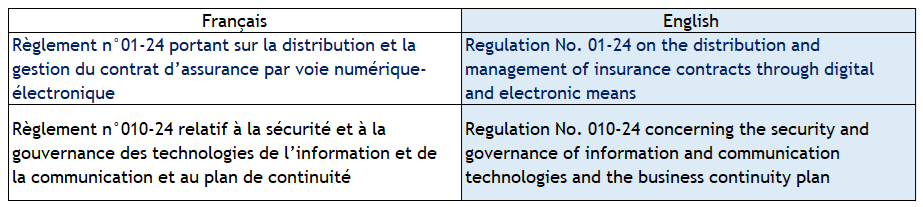 Français
English
Règlement n°01-24 portant sur la distribution et la
gestion du contrat d’assurance par voie numérique-
électronique
Regulation No. 01-24 on the distribution and
management of insurance contracts through digital
and electronic means
Règlement n°010-24 relatif à la sécurité et à la
gouvernance des technologies de l’information et de
la communication et au plan de continuité
Regulation No. 010-24 concerning the security and
governance of information and communication
technologies and the business continuity plan